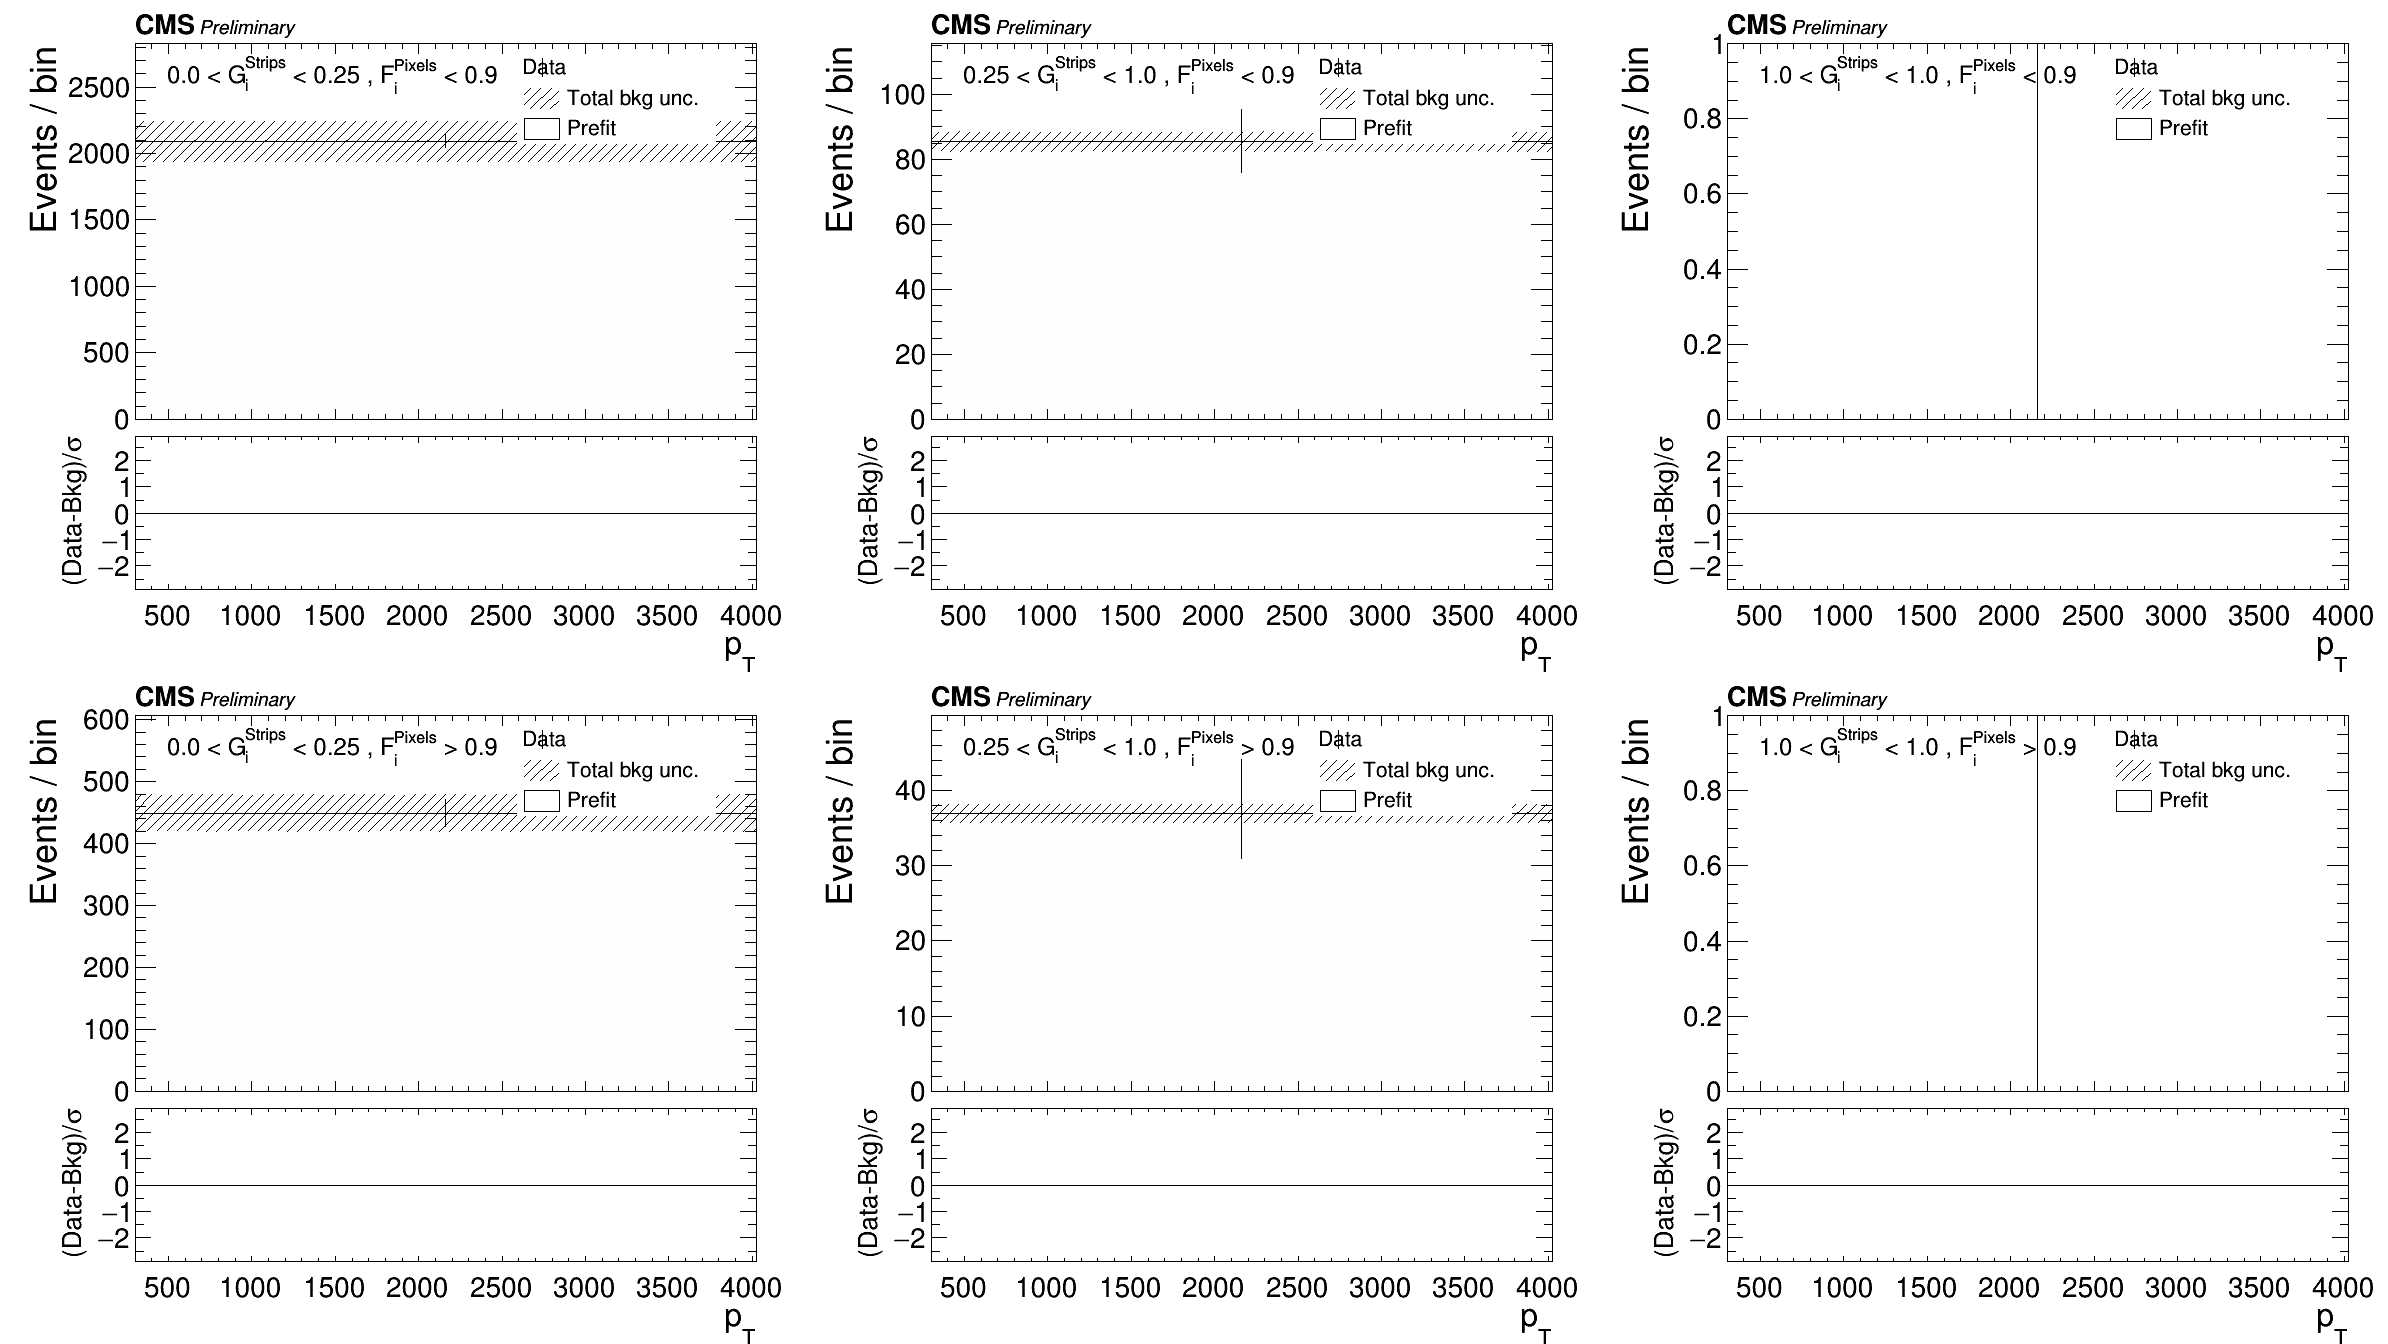 CMS Preliminary
Events / bin
0.0 < G_i^Strips < 0.25 , F_i^Pixels < 0.9
Data
Total bkg unc.
Prefit
2500
2000
1500
1000
500
0
(Data-Bkg)/σ
2
1
0
−1
−2
500 1000 1500 2000 2500 3000 3500 4000
p_T
CMS Preliminary
Events / bin
0.25 < G_i^Strips < 1.0 , F_i^Pixels < 0.9
Data
Total bkg unc.
Prefit
100
80
60
40
20
0
(Data-Bkg)/σ
2
1
0
−1
−2
500 1000 1500 2000 2500 3000 3500 4000
p_T
CMS Preliminary
Events / bin
1.0 < G_i^Strips < 1.0 , F_i^Pixels < 0.9
Data
Total bkg unc.
Prefit
1
0.8
0.6
0.4
0.2
0
(Data-Bkg)/σ
2
1
0
−1
−2
500 1000 1500 2000 2500 3000 3500 4000
p_T
CMS Preliminary
Events / bin
0.0 < G_i^Strips < 0.25 , F_i^Pixels > 0.9
Data
Total bkg unc.
Prefit
600
500
400
300
200
100
0
(Data-Bkg)/σ
2
1
0
−1
−2
500 1000 1500 2000 2500 3000 3500 4000
p_T
CMS Preliminary
Events / bin
0.25 < G_i^Strips < 1.0 , F_i^Pixels > 0.9
Data
Total bkg unc.
Prefit
40
30
20
10
0
(Data-Bkg)/σ
2
1
0
−1
−2
500 1000 1500 2000 2500 3000 3500 4000
p_T
CMS Preliminary
Events / bin
1.0 < G_i^Strips < 1.0 , F_i^Pixels > 0.9
Data
Total bkg unc.
Prefit
1
0.8
0.6
0.4
0.2
0
(Data-Bkg)/σ
2
1
0
−1
−2
500 1000 1500 2000 2500 3000 3500 4000
p_T